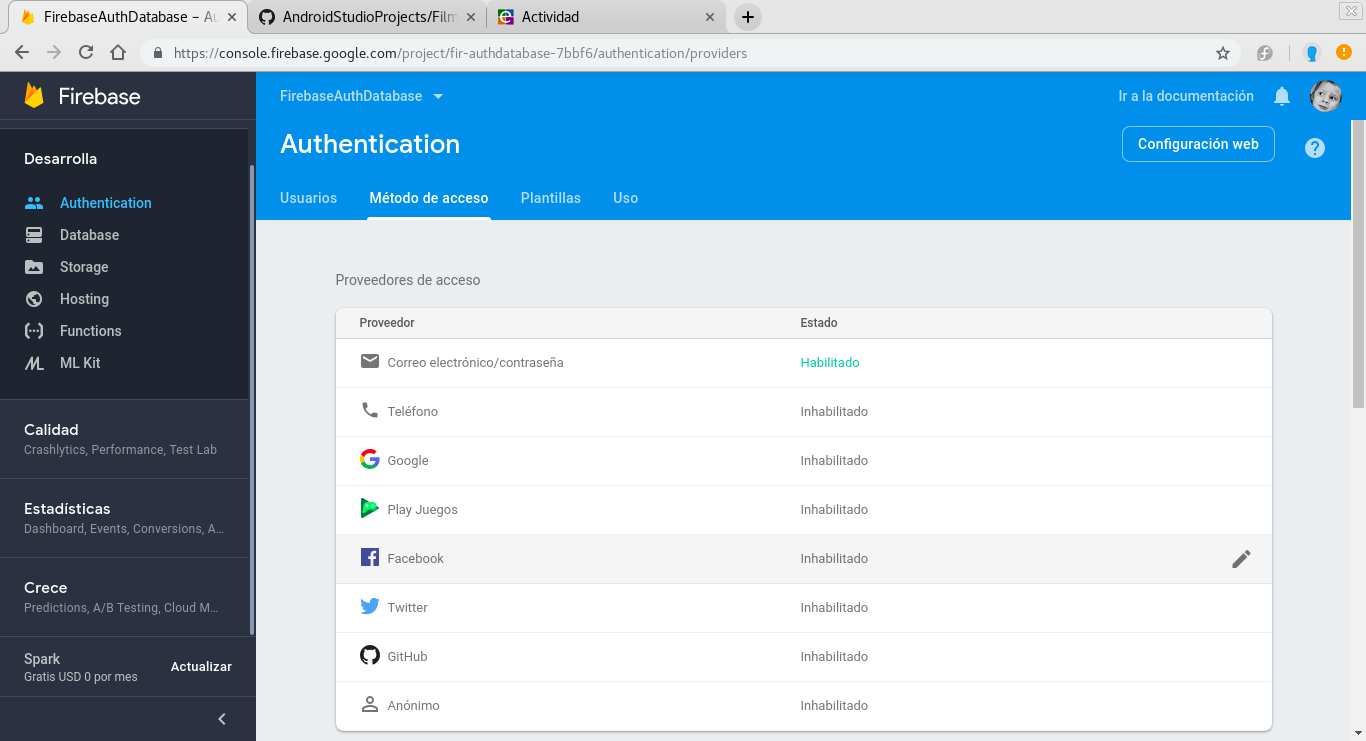 FirebaseAuthDatabase – Au
AndroidStudioProjects/Film
Actividad
https://console.firebase.google.com/project/fir-authdatabase-7bbf6/authentication/providers
Firebase
FirebaseAuthDatabase
Ir a la documentación
Authentication
Configuración web
?
Usuarios
Método de acceso
Plantillas
Uso
Desarrolla
Authentication
Database
Storage
Hosting
Functions
ML Kit
Calidad
Crashlytics, Performance, Test Lab
Estadísticas
Dashboard, Events, Conversions, A...
Crece
Predictions, A/B Testing, Cloud M...
Spark
Gratis USD 0 por mes
Actualizar
Proveedores de acceso
Proveedor Estado
Correo electrónico/contraseña Habilitado
Teléfono Inhabilitado
Google Inhabilitado
Play Juegos Inhabilitado
Facebook Inhabilitado
Twitter Inhabilitado
GitHub Inhabilitado
Anónimo Inhabilitado